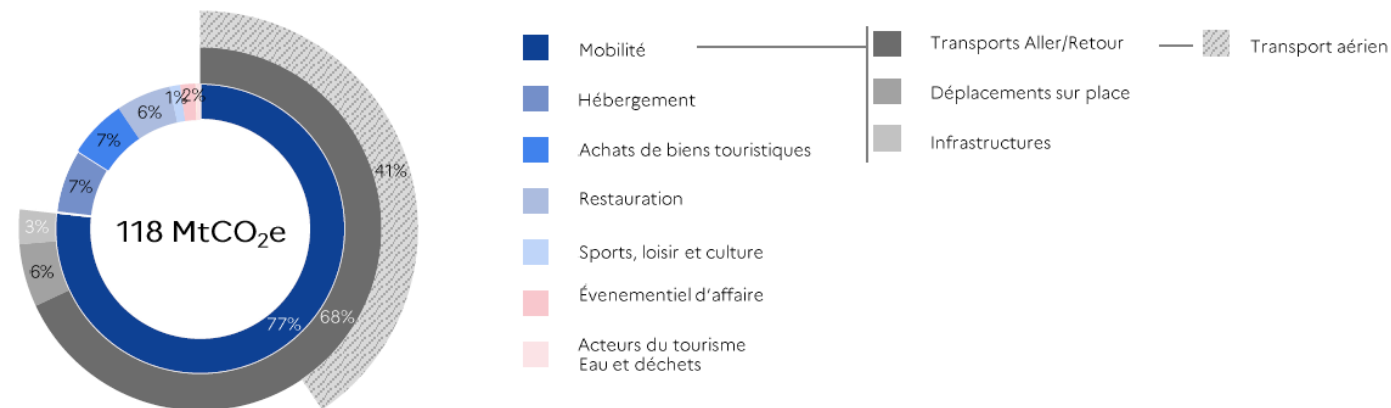 1%
2%
6%
7%
7%
3%
6%
41%
68%
77%
118 MtCO₂e
Mobilité
Hébergement
Achats de biens touristiques
Restauration
Sports, loisir et culture
Évenementiel d'affaire
Acteurs du tourisme
Eau et déchets
Transports Aller/Retour
Déplacements sur place
Infrastructures
Transport aérien